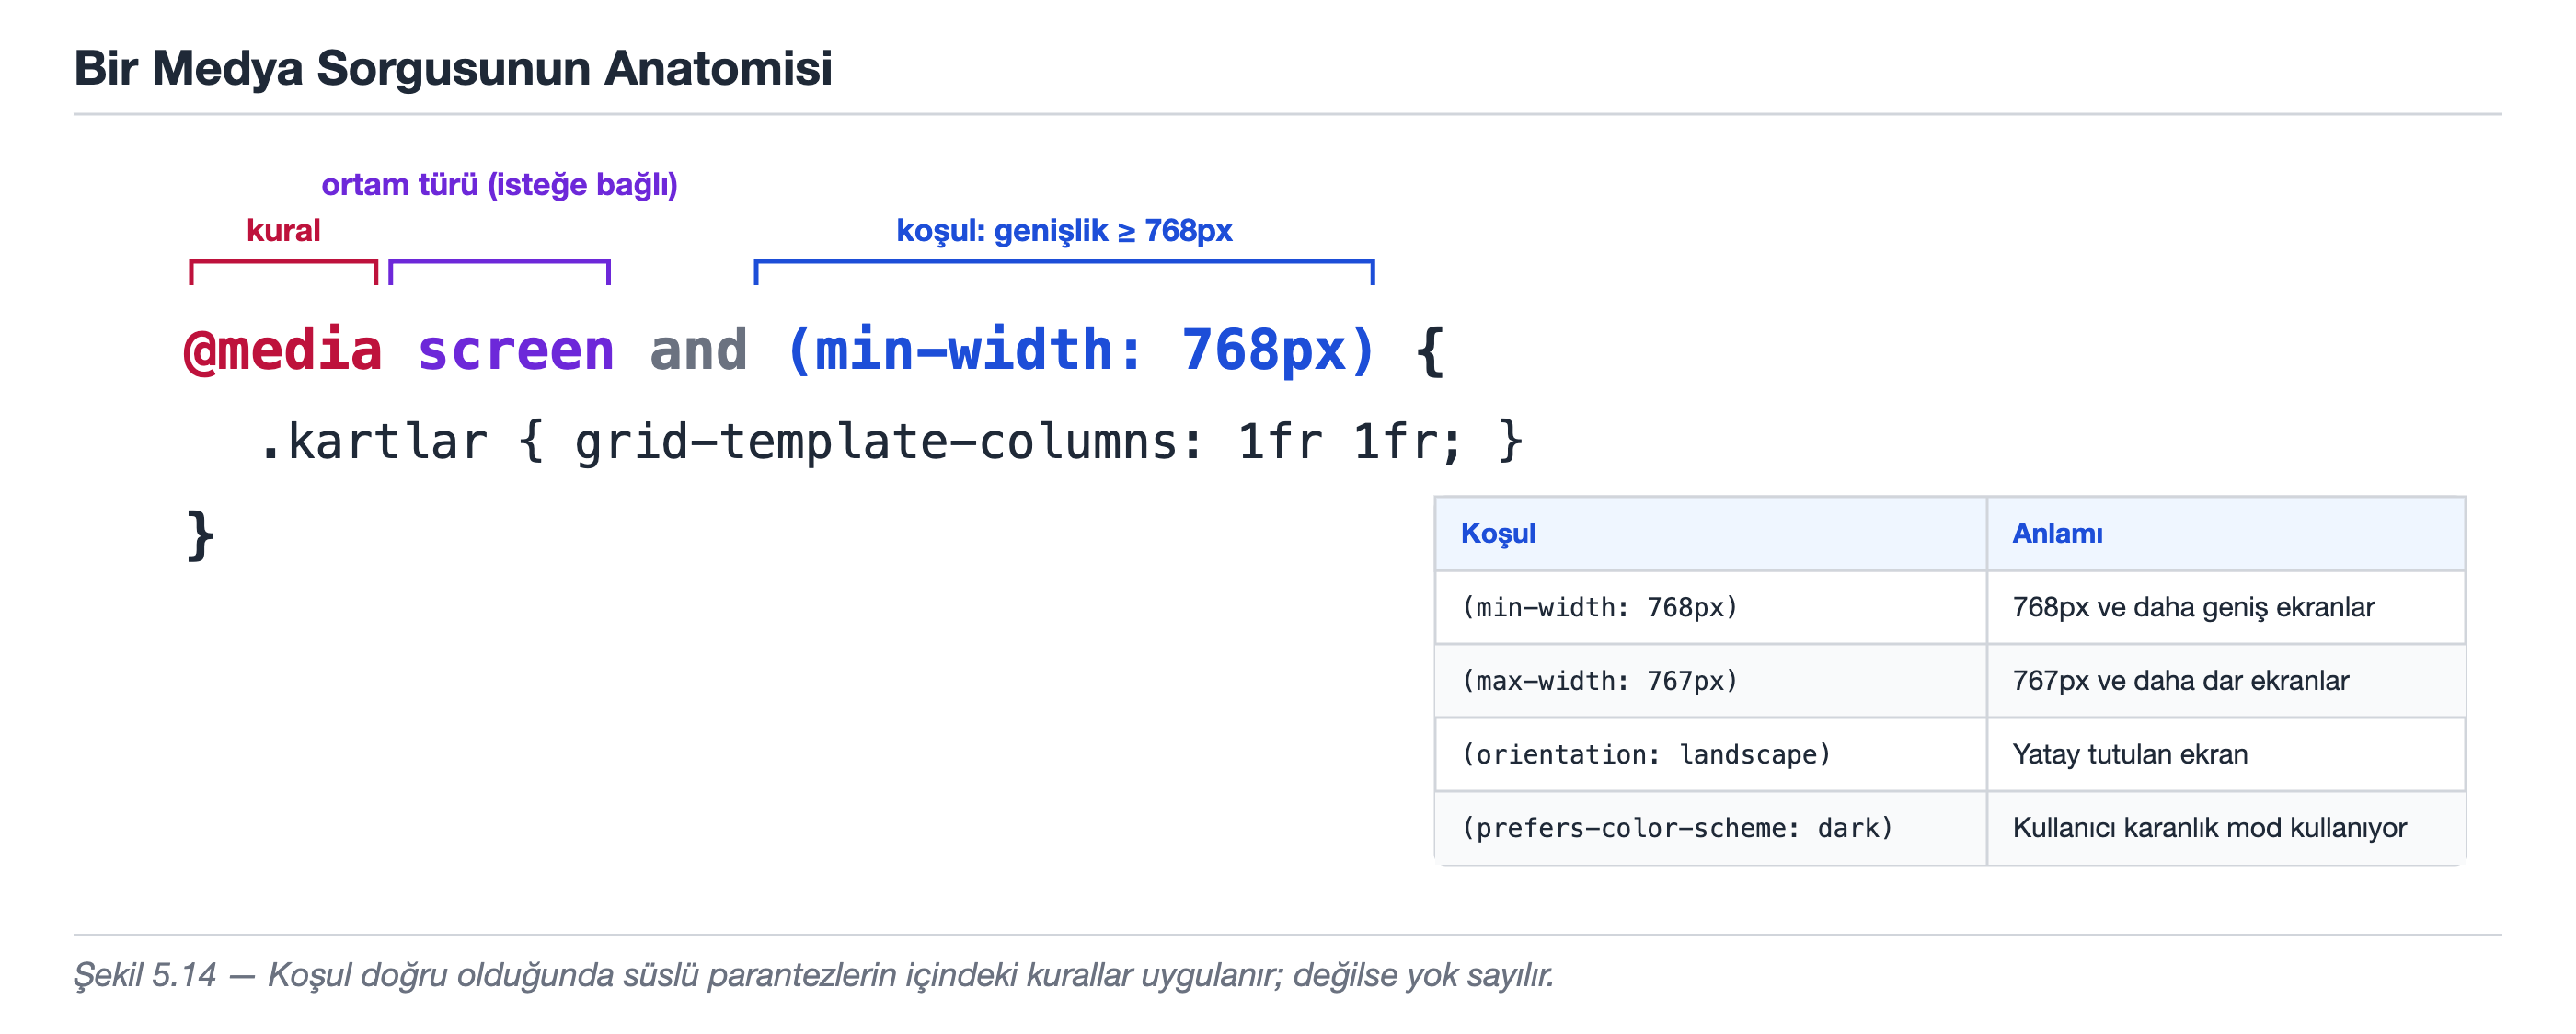 Bir Medya Sorgusunun Anatomisi
ortam türü (isteğe bağlı)
kural
koşul: genişlik ≥ 768px
@media screen and (min-width: 768px) {
.kartlar { grid-template-columns: 1fr 1fr; }
}
Koşul Anlamı
(min-width: 768px) 768px ve daha geniş ekranlar
(max-width: 767px) 767px ve daha dar ekranlar
(orientation: landscape) Yatay tutulan ekran
(prefers-color-scheme: dark) Kullanıcı karanlık mod kullanıyor
Şekil 5.14 — Koşul doğru olduğunda süslü parantezlerin içindeki kurallar uygulanır; değilse yok sayılır.